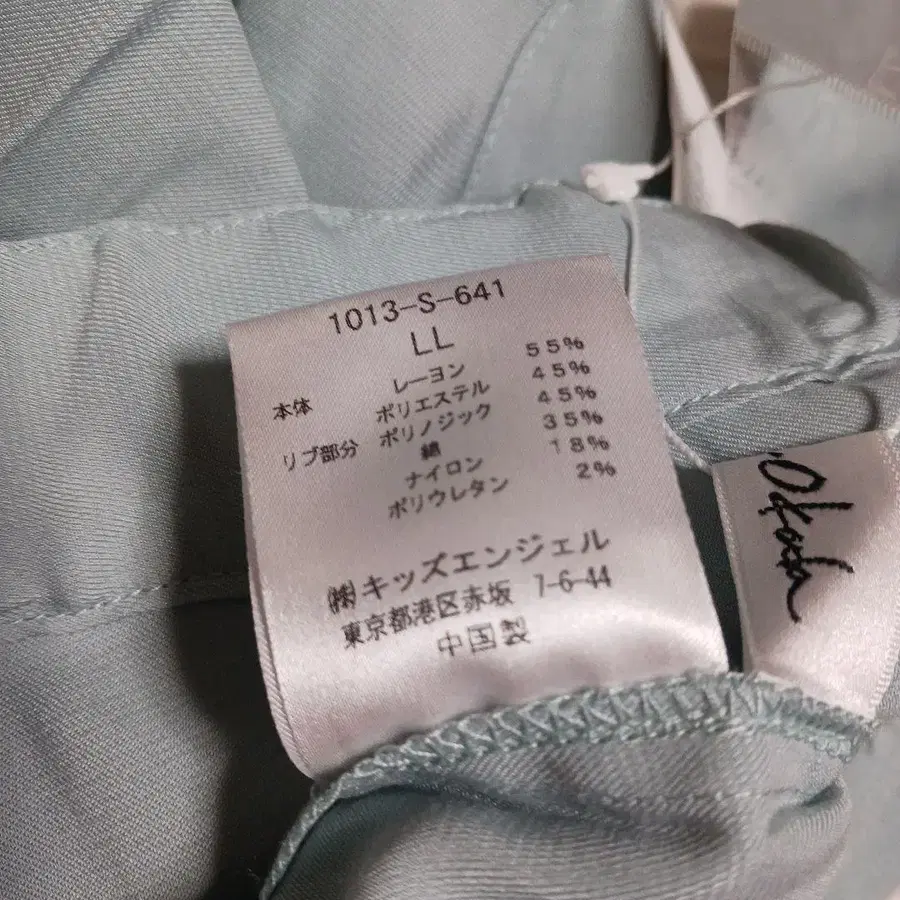 1013-S-641
LL
本体 レーヨン 55%
ポリエステル 45%
リブ部分 ポリノジック 45%
綿 35%
ナイロン 18%
ポリウレタン 2%
㈱キッズエンジェル
東京都港区赤坂 7-6-44
中国製
Okoda